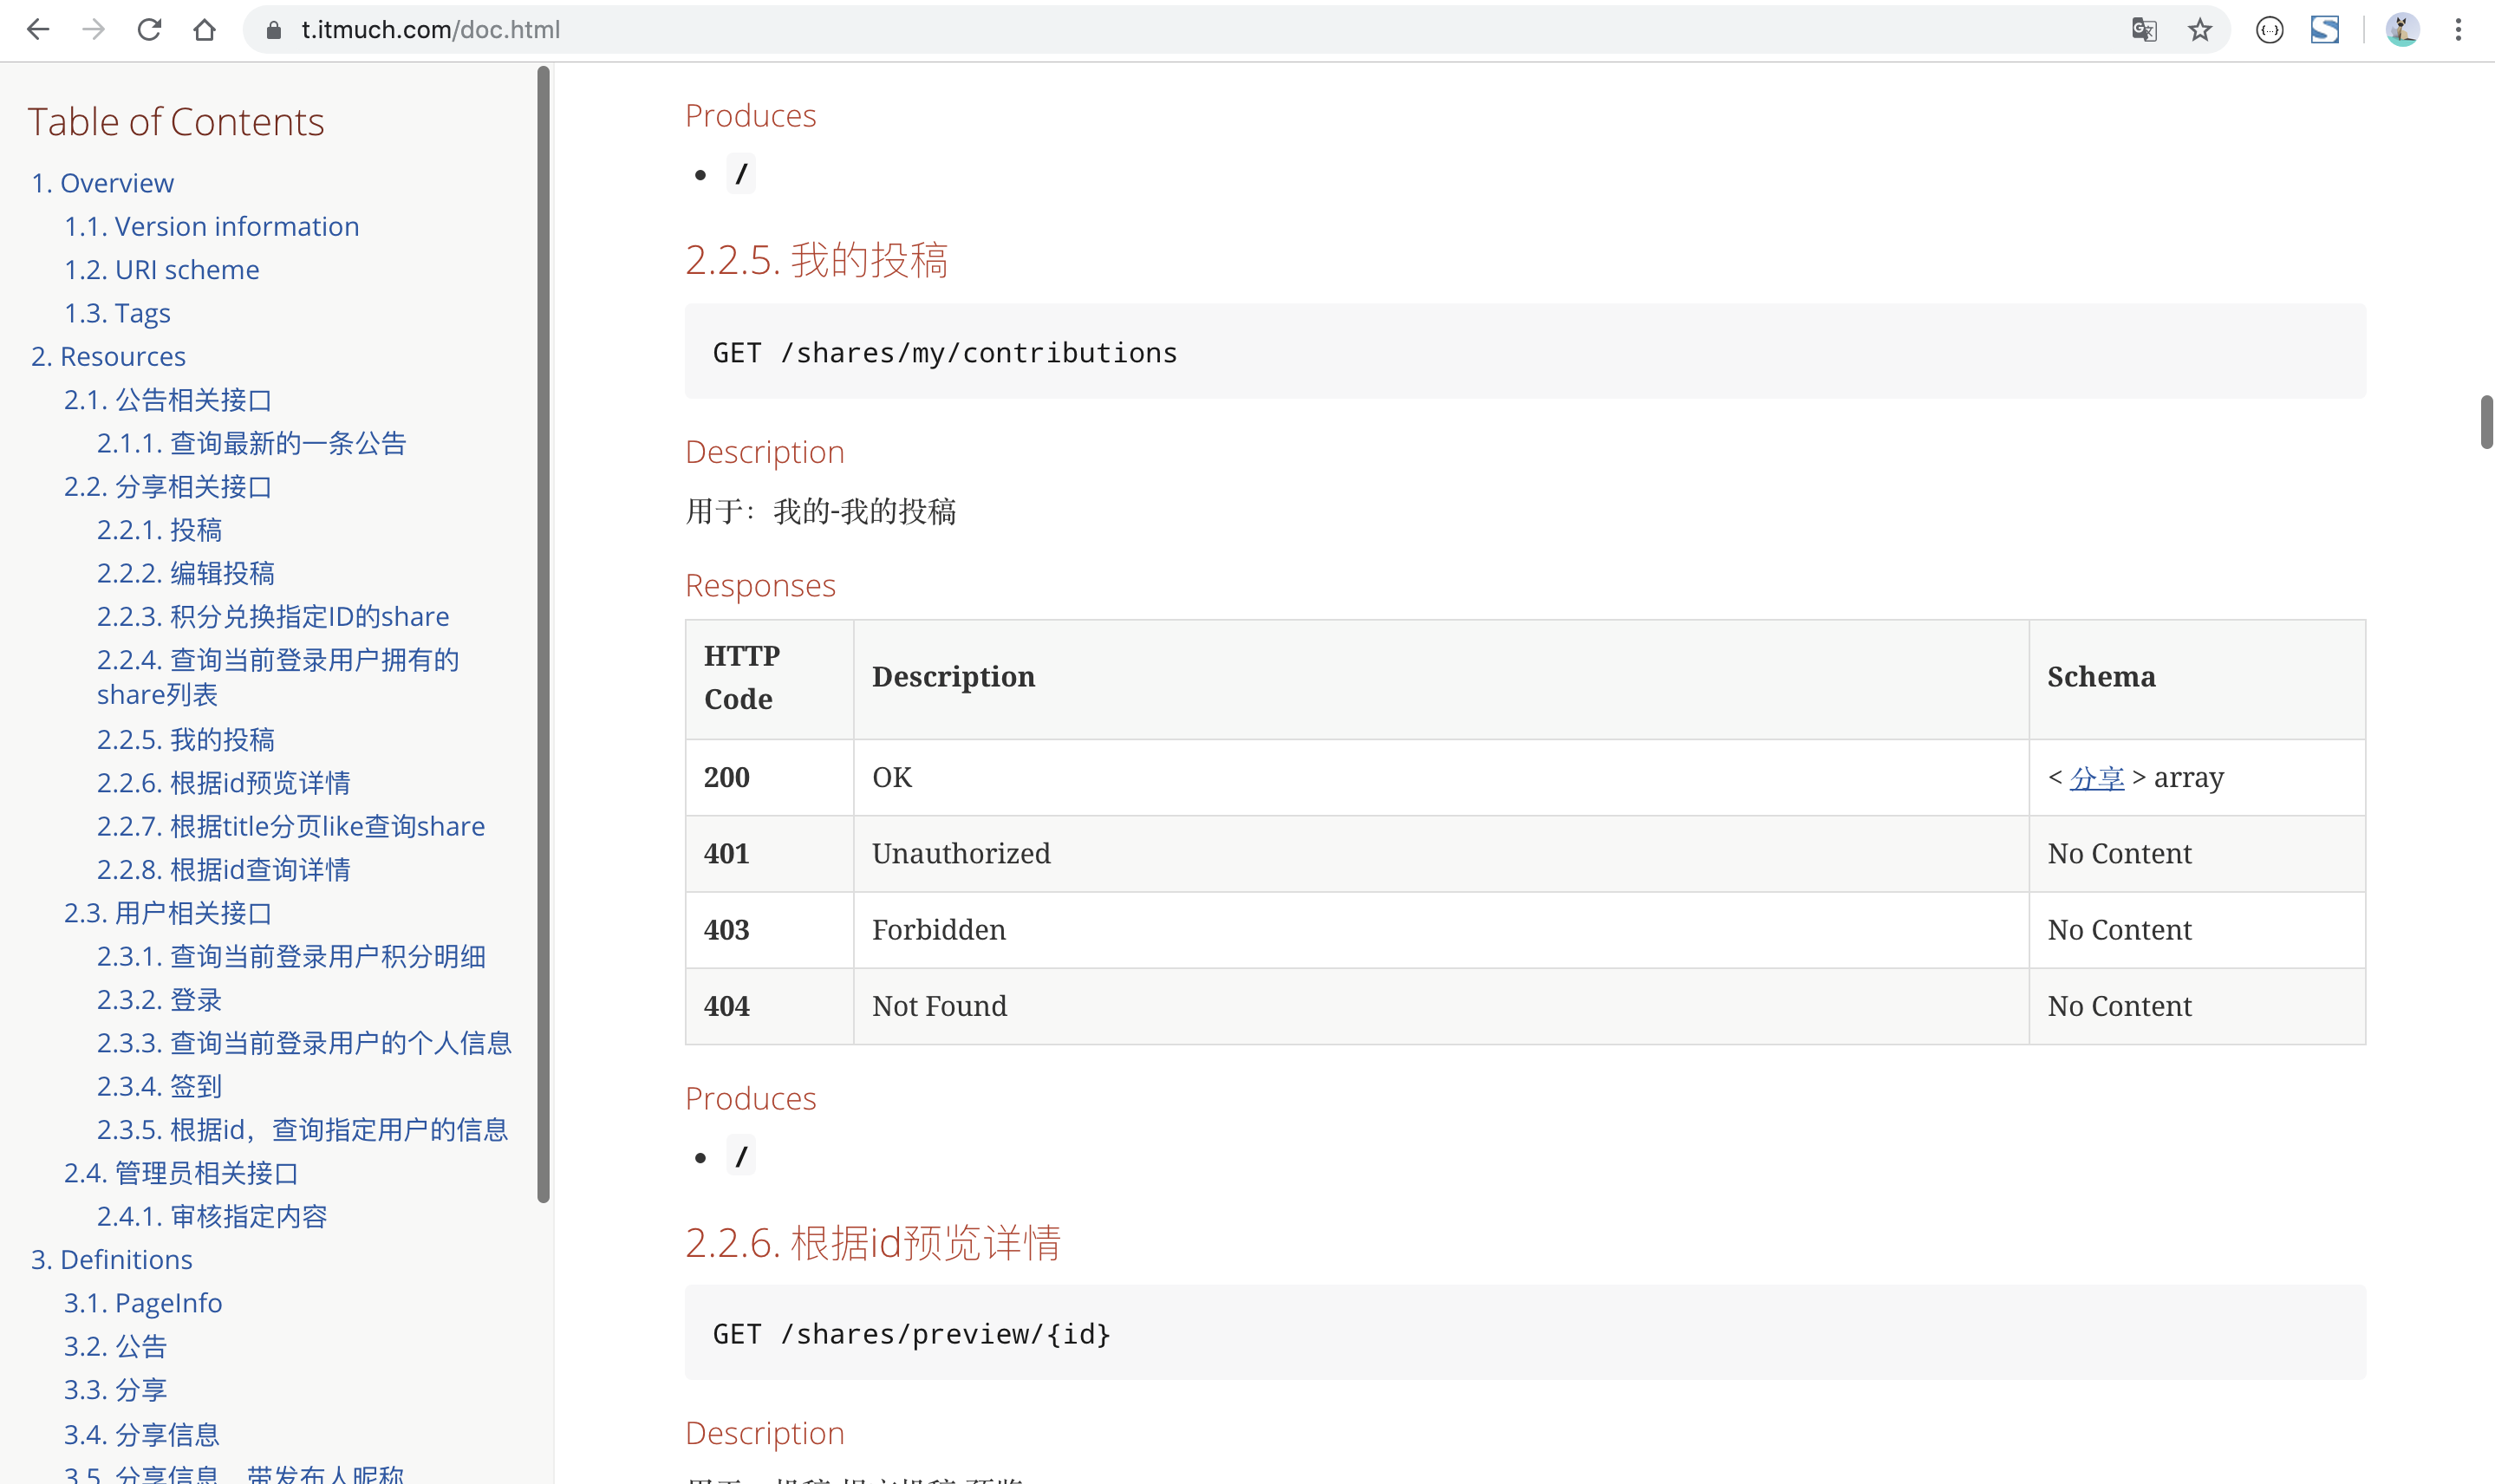 t.itmuch.com/doc.html
Table of Contents
1. Overview
1.1. Version information
1.2. URI scheme
1.3. Tags
2. Resources
2.1. 公告相关接口
2.1.1. 查询最新的一条公告
2.2. 分享相关接口
2.2.1. 投稿
2.2.2. 编辑投稿
2.2.3. 积分兑换指定ID的share
2.2.4. 查询当前登录用户拥有的
share列表
2.2.5. 我的投稿
2.2.6. 根据id预览详情
2.2.7. 根据title分页like查询share
2.2.8. 根据id查询详情
2.3. 用户相关接口
2.3.1. 查询当前登录用户积分明细
2.3.2. 登录
2.3.3. 查询当前登录用户的个人信息
2.3.4. 签到
2.3.5. 根据id，查询指定用户的信息
2.4. 管理员相关接口
2.4.1. 审核指定内容
3. Definitions
3.1. PageInfo
3.2. 公告
3.3. 分享
3.4. 分享信息
3.5. 分享信息，带发布人昵称
Produces
• /
2.2.5. 我的投稿
GET /shares/my/contributions
Description
用于：我的-我的投稿
Responses
HTTP
Code
Description
Schema
200 OK < 分享 > array
401 Unauthorized No Content
403 Forbidden No Content
404 Not Found No Content
Produces
• /
2.2.6. 根据id预览详情
GET /shares/preview/{id}
Description